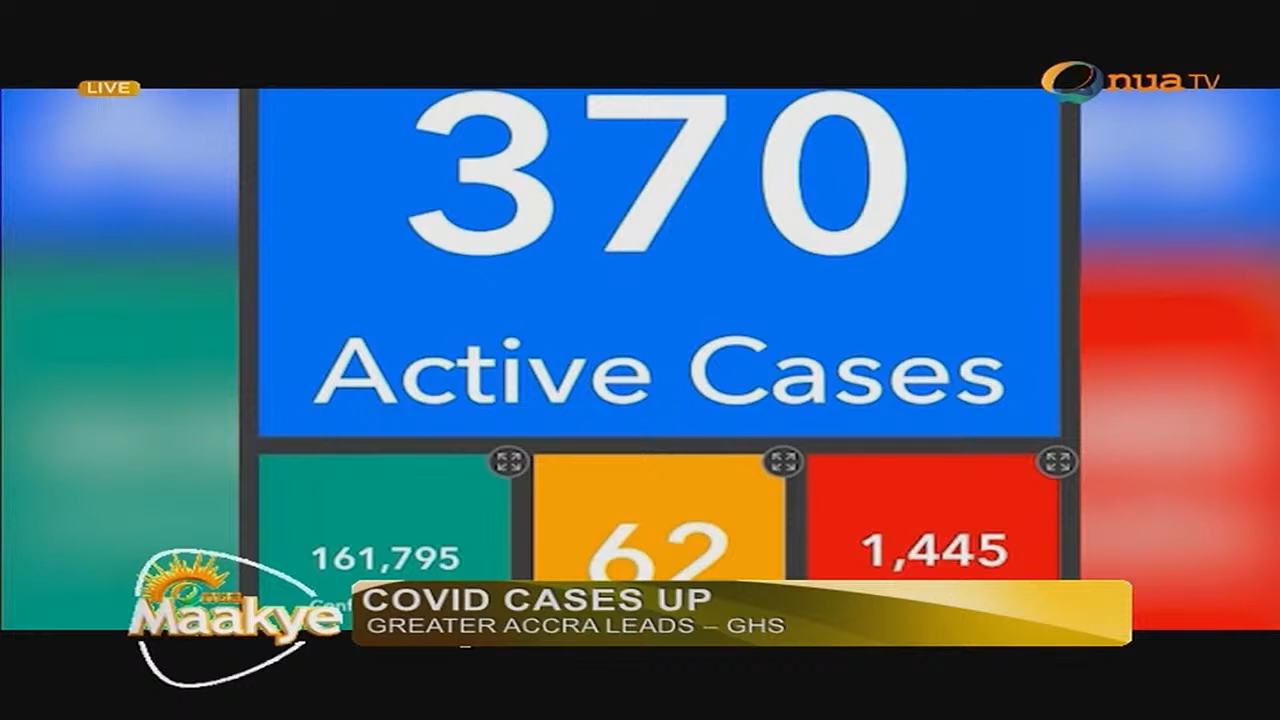 LIVE
nua TV
370
Active Cases
161,795
62
1,445
Maakye
COVID CASES UP
GREATER ACCRA LEADS – GHS